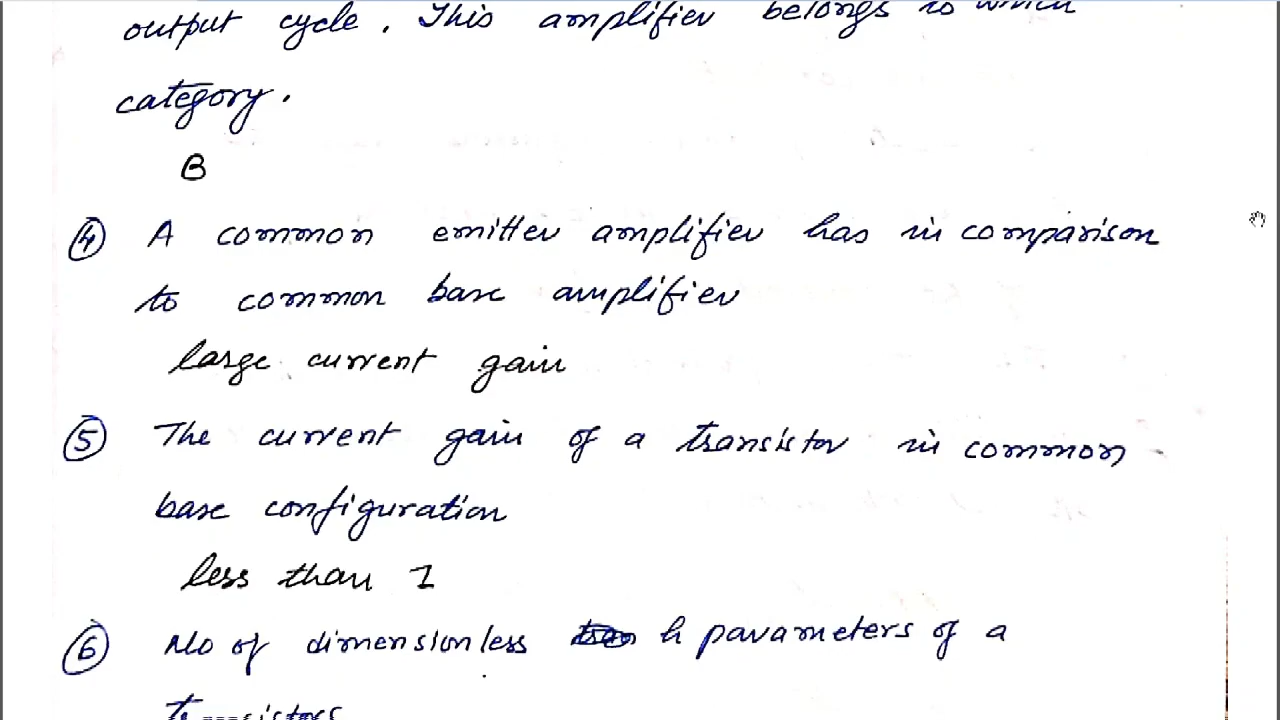 output cycle. This amplifier belongs to which
category.
B
④ A common emitter amplifier has in comparison
to common base amplifier
large current gain
⑤ The current gain of a transistor in common
base configuration
less than 1
⑥ No of dimensionless h parameters of a
transistors